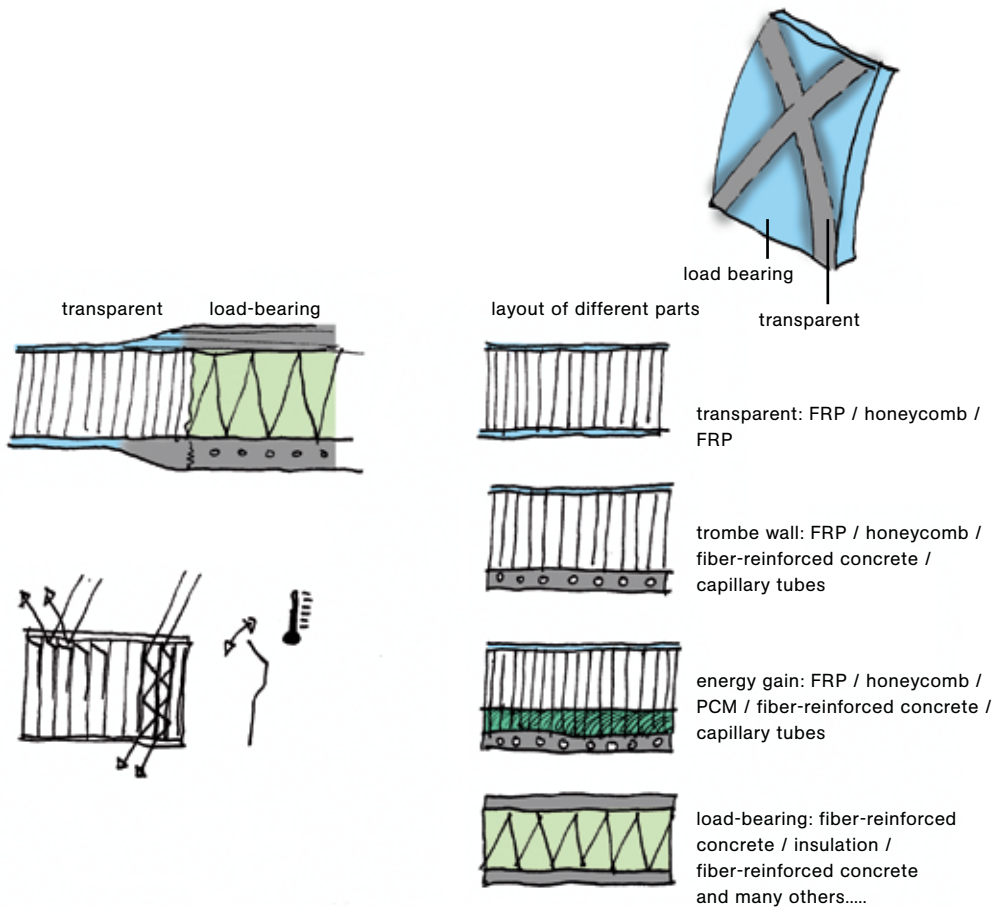 load bearing
transparent
transparent
load-bearing
layout of different parts
transparent: FRP / honeycomb /
FRP
trombe wall: FRP / honeycomb /
fiber-reinforced concrete /
capillary tubes
energy gain: FRP / honeycomb /
PCM / fiber-reinforced concrete /
capillary tubes
load-bearing: fiber-reinforced
concrete / insulation /
fiber-reinforced concrete
and many others.....